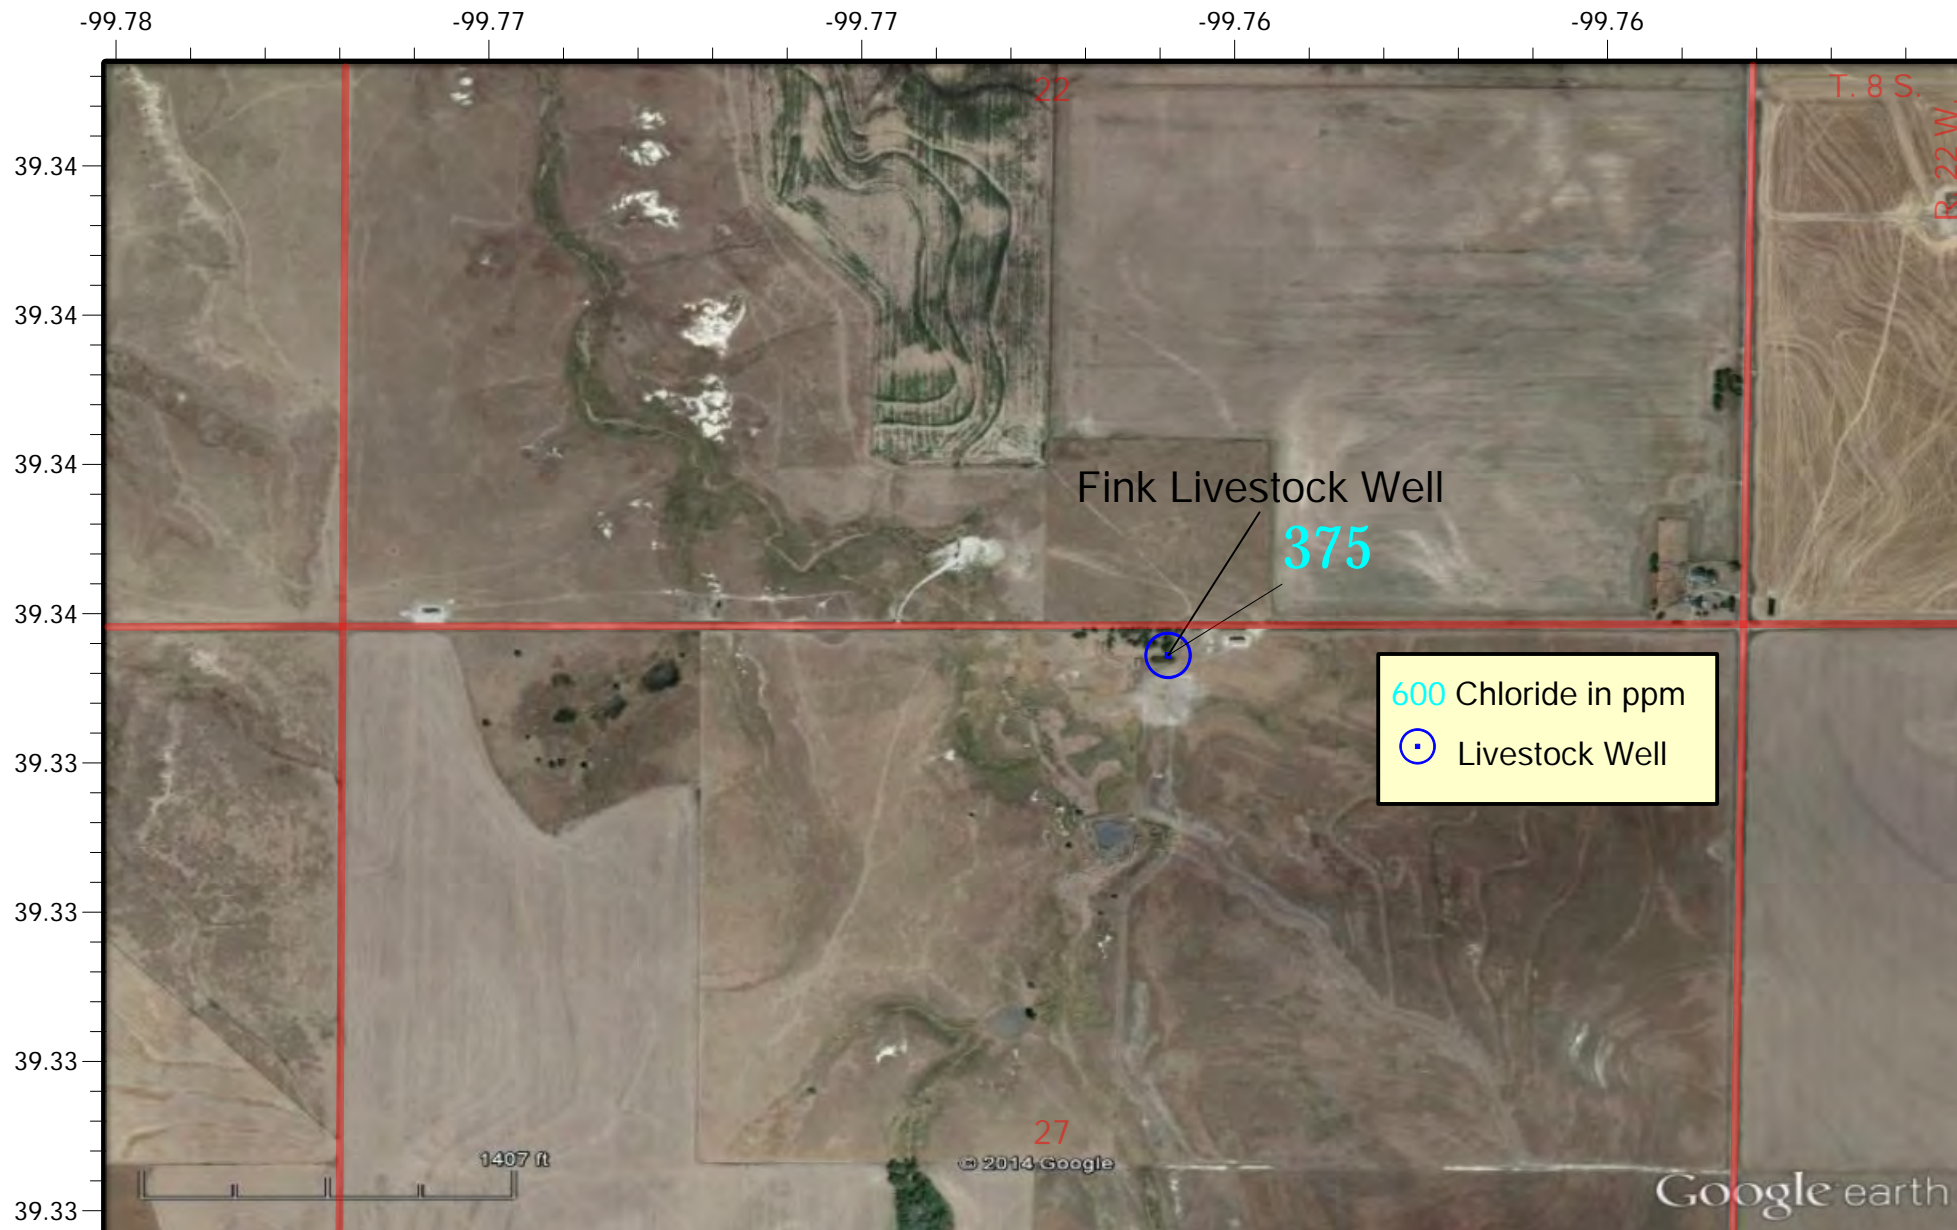 -99.78 -99.77 -99.77 -99.76 -99.76
22
T. 8 S.
R. 22 W.
39.34
39.34
39.34
Fink Livestock Well
375
39.34
600 Chloride in ppm
Livestock Well
39.33
39.33
39.33
27
1407 ft
© 2014 Google
Google earth
39.33